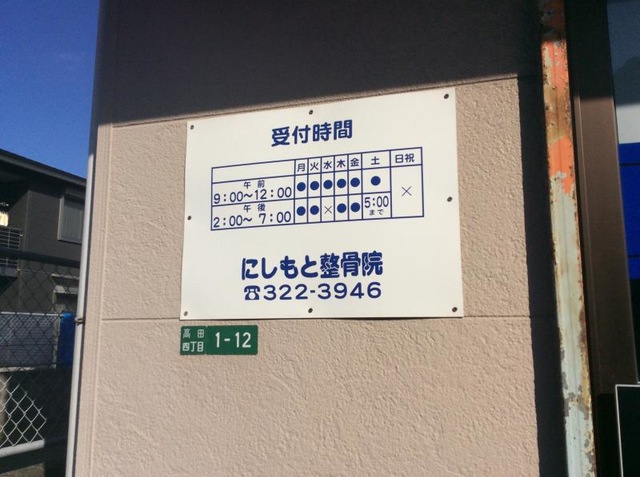 受付時間
月 火 水 木 金 土 日祝
午前
9:00〜12:00 ● ● ● ● ● ● ×
午後
2:00〜7:00 ● ● × ● ● 5:00まで
にしもと整骨院
☎322-3946
高田
四丁目 1-12